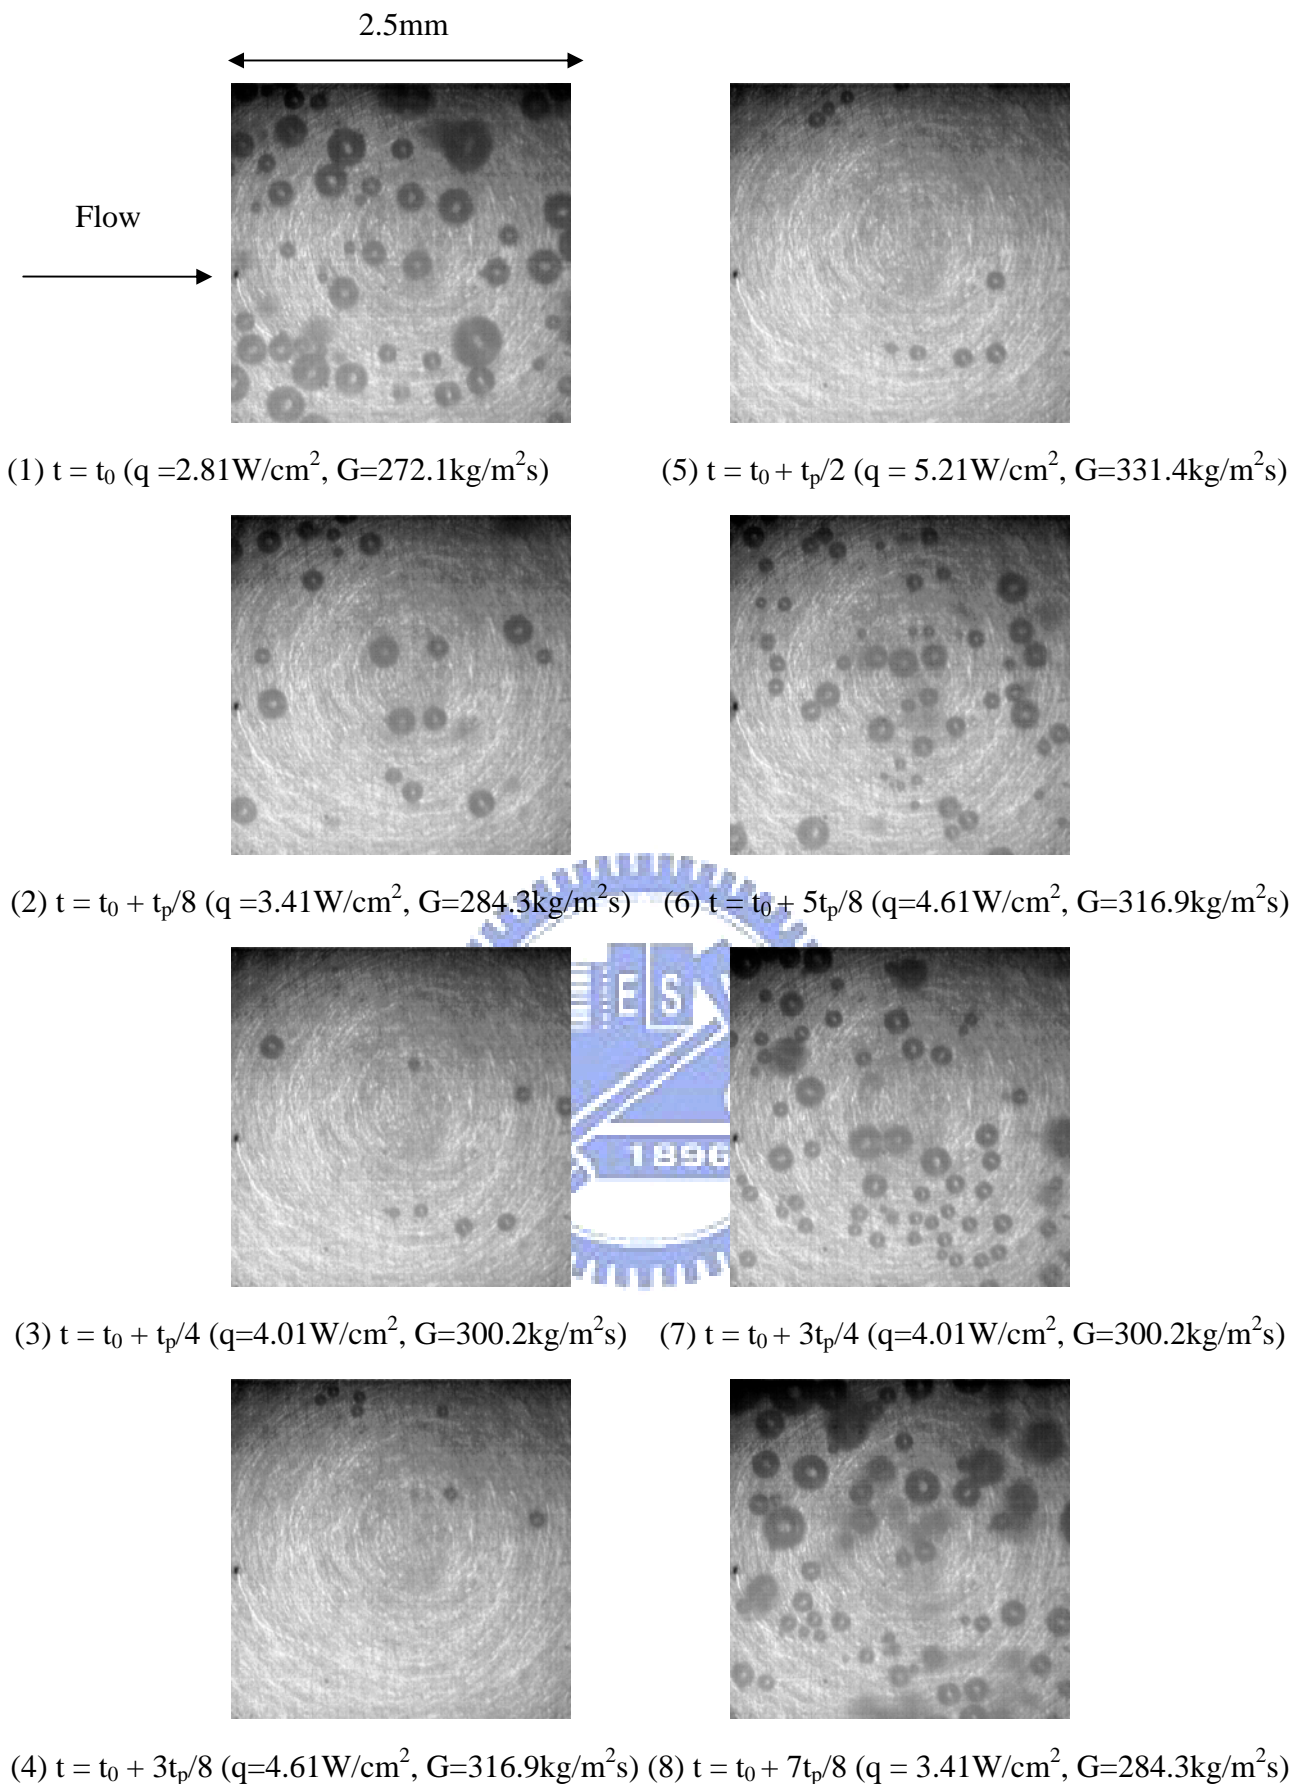 2.5mm
Flow
(1) t = t₀ (q =2.81W/cm², G=272.1kg/m²s)
(5) t = t₀ + tₚ/2 (q = 5.21W/cm², G=331.4kg/m²s)
(2) t = t₀ + tₚ/8 (q =3.41W/cm², G=284.3kg/m²s)
(6) t = t₀ + 5tₚ/8 (q=4.61W/cm², G=316.9kg/m²s)
E S
1896
(3) t = t₀ + tₚ/4 (q=4.01W/cm², G=300.2kg/m²s)
(7) t = t₀ + 3tₚ/4 (q=4.01W/cm², G=300.2kg/m²s)
(4) t = t₀ + 3tₚ/8 (q=4.61W/cm², G=316.9kg/m²s)
(8) t = t₀ + 7tₚ/8 (q = 3.41W/cm², G=284.3kg/m²s)